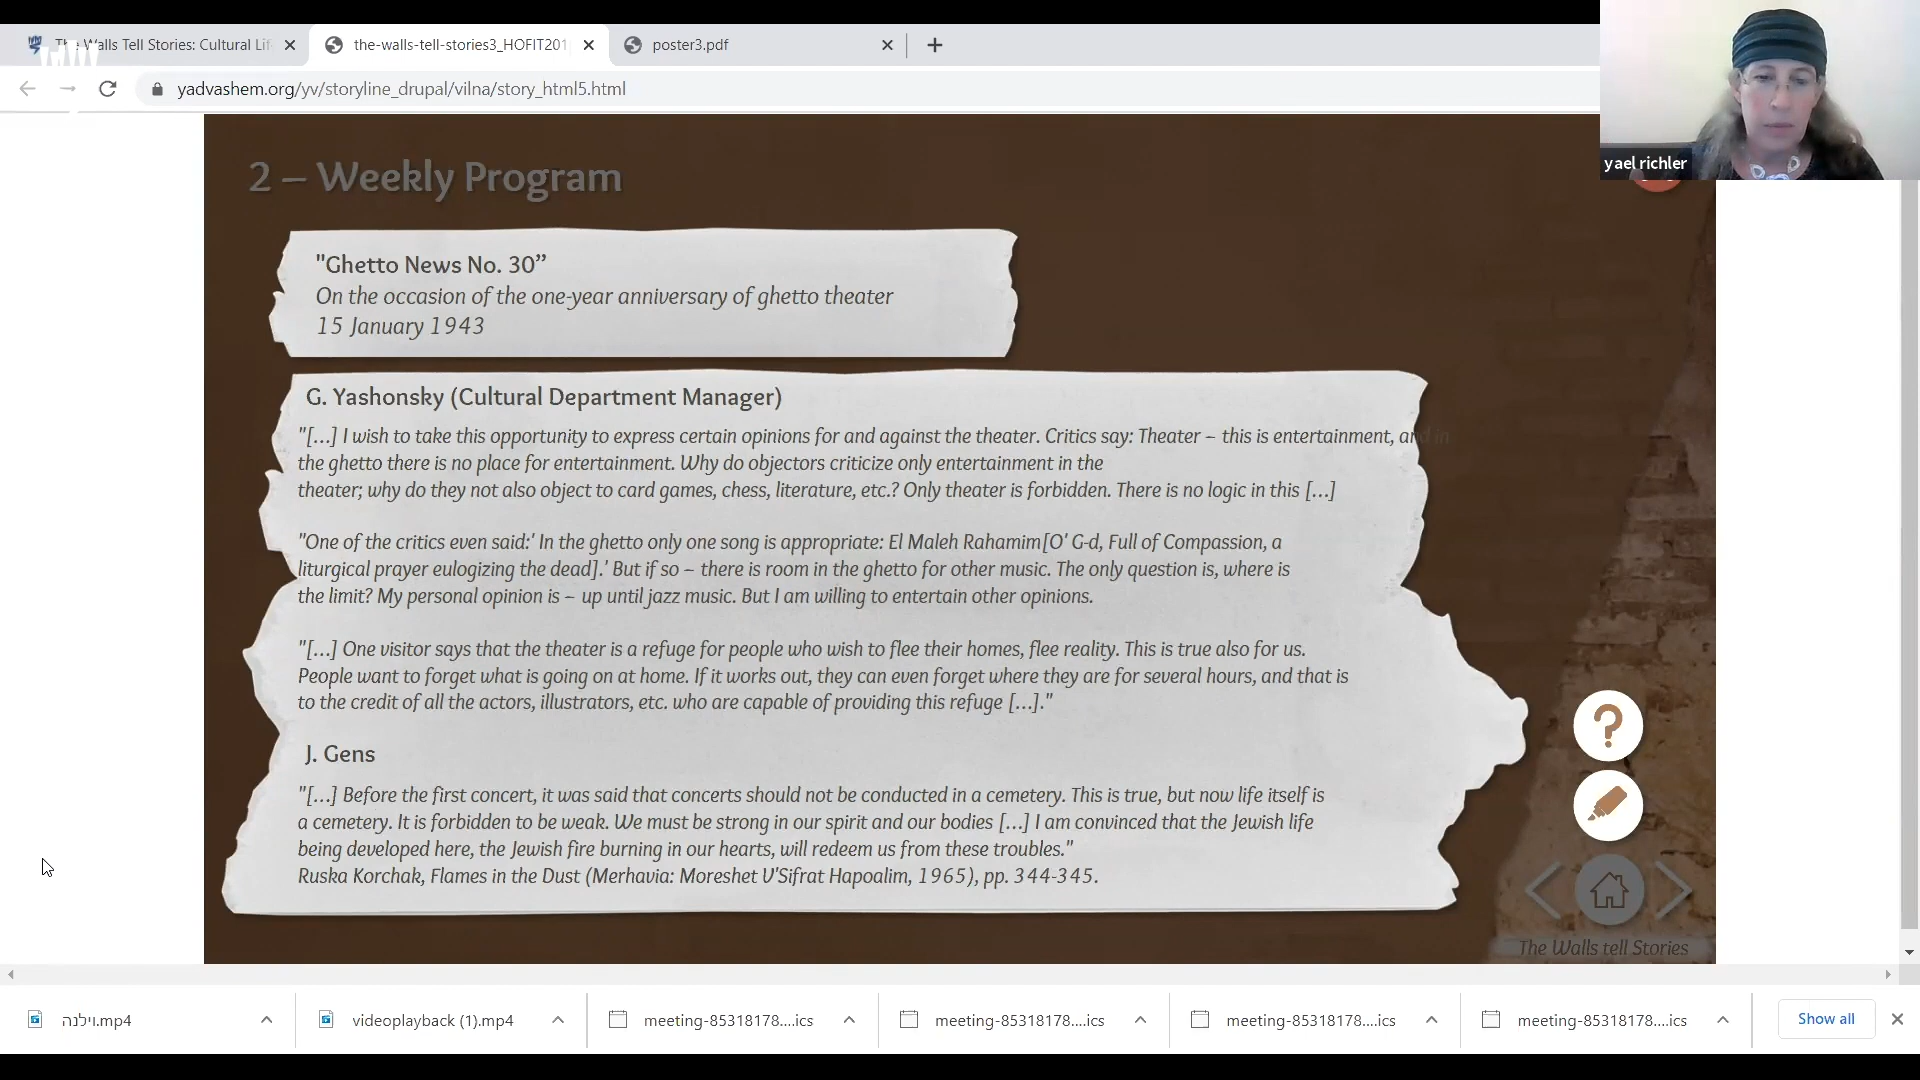 The Walls Tell Stories: Cultural Lif
the-walls-tell-stories3_HOFIT201
poster3.pdf
yadvashem.org/yv/storyline_drupal/vilna/story_html5.html
yael richler
2 – Weekly Program
"Ghetto News No. 30”
On the occasion of the one-year anniversary of ghetto theater
15 January 1943
G. Yashonsky (Cultural Department Manager)
"[...] I wish to take this opportunity to express certain opinions for and against the theater. Critics say: Theater – this is entertainment, and in
the ghetto there is no place for entertainment. Why do objectors criticize only entertainment in the
theater; why do they not also object to card games, chess, literature, etc.? Only theater is forbidden. There is no logic in this [...]
"One of the critics even said:' In the ghetto only one song is appropriate: El Maleh Rahamim[O' G-d, Full of Compassion, a
liturgical prayer eulogizing the dead].' But if so – there is room in the ghetto for other music. The only question is, where is
the limit? My personal opinion is – up until jazz music. But I am willing to entertain other opinions.
"[...] One visitor says that the theater is a refuge for people who wish to flee their homes, flee reality. This is true also for us.
People want to forget what is going on at home. If it works out, they can even forget where they are for several hours, and that is
to the credit of all the actors, illustrators, etc. who are capable of providing this refuge [...]."
J. Gens
"[...] Before the first concert, it was said that concerts should not be conducted in a cemetery. This is true, but now life itself is
a cemetery. It is forbidden to be weak. We must be strong in our spirit and our bodies [...] I am convinced that the Jewish life
being developed here, the Jewish fire burning in our hearts, will redeem us from these troubles."
Ruska Korchak, Flames in the Dust (Merhavia: Moreshet U'Sifrat Hapoalim, 1965), pp. 344-345.
?
The Walls tell Stories
וילנה.mp4
videoplayback (1).mp4
meeting-85318178....ics
meeting-85318178....ics
meeting-85318178....ics
meeting-85318178....ics
Show all